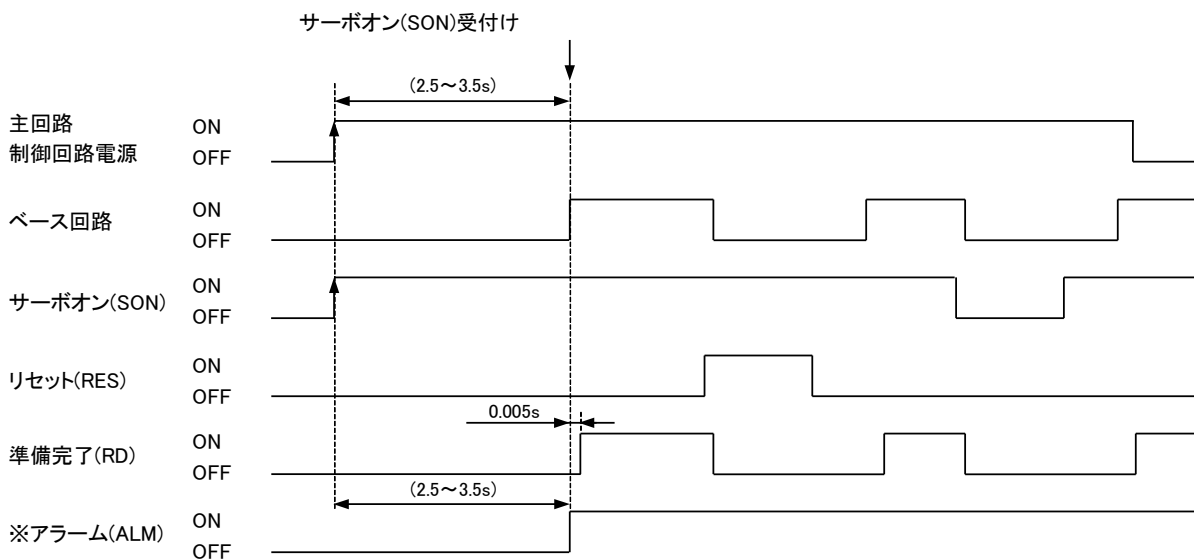 サーボオン(SON)受付け
(2.5～3.5s)
主回路
制御回路電源
ON
OFF
ベース回路
ON
OFF
サーボオン(SON)
ON
OFF
リセット(RES)
ON
OFF
0.005s
準備完了(RD)
ON
OFF
(2.5～3.5s)
※アラーム(ALM)
ON
OFF